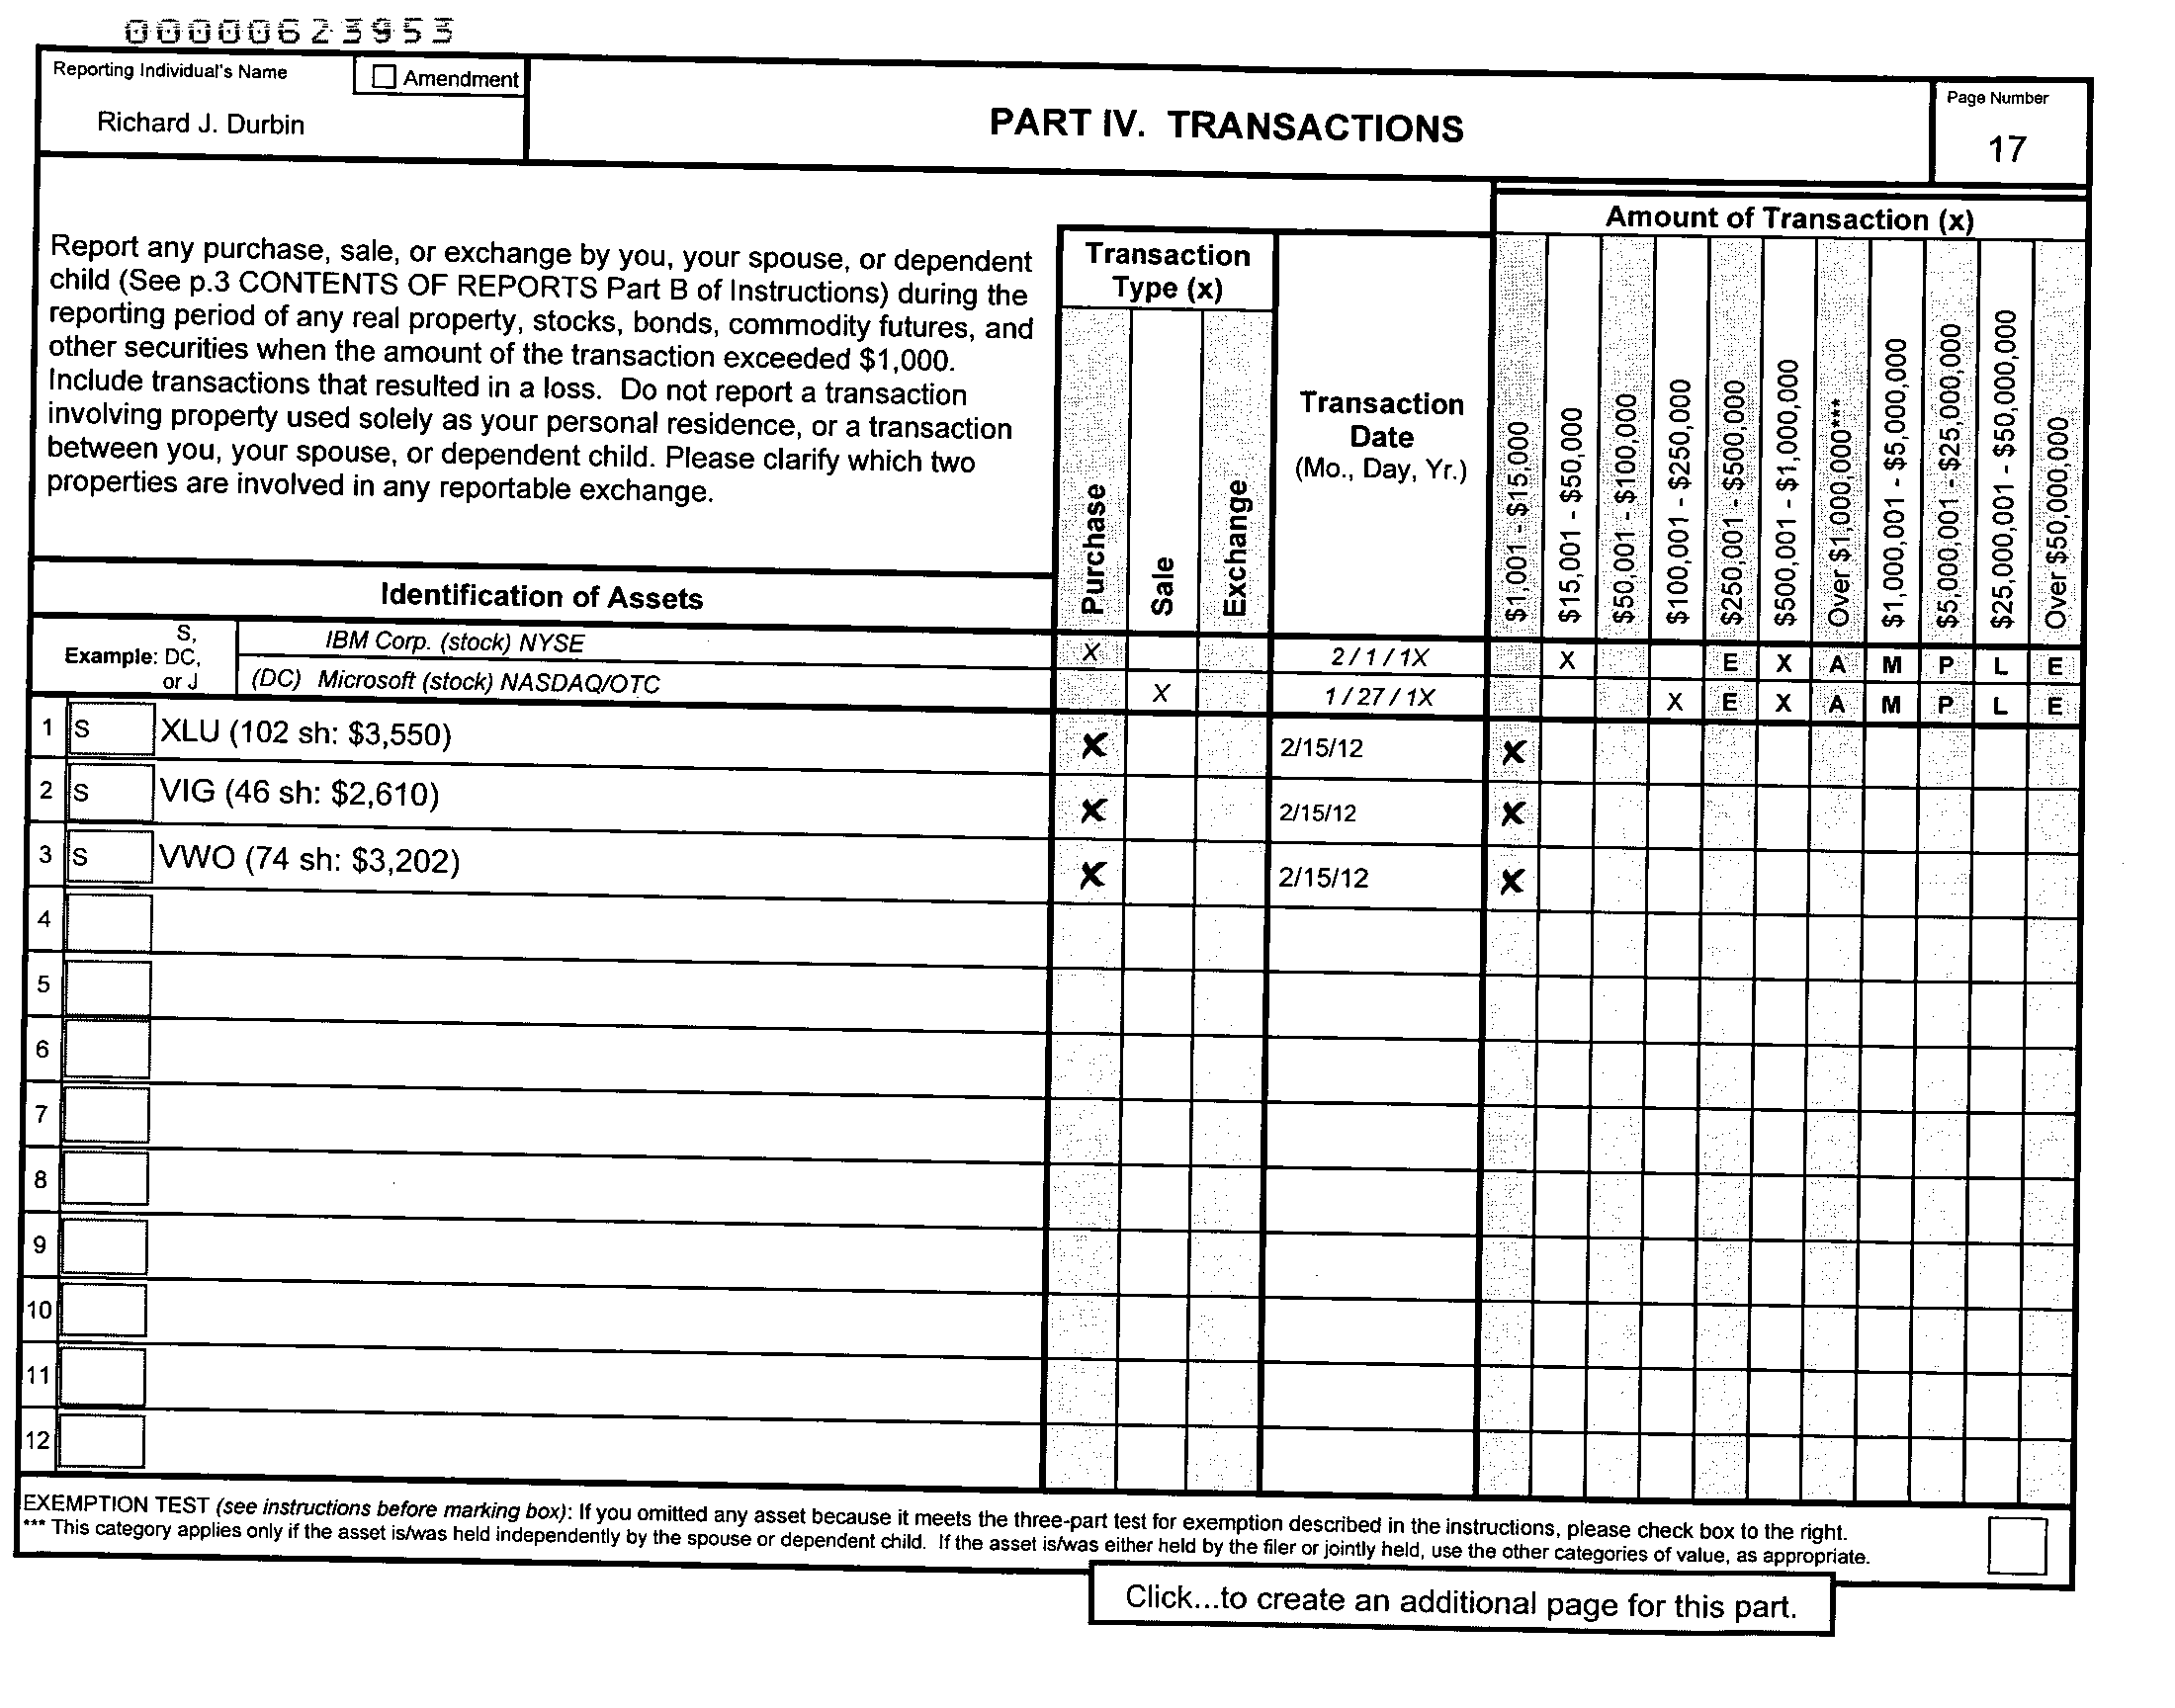 00000623953
Reporting Individual's Name
Amendment
Richard J. Durbin
PART IV. TRANSACTIONS
Page Number
17
Report any purchase, sale, or exchange by you, your spouse, or dependent
child (See p.3 CONTENTS OF REPORTS Part B of Instructions) during the
reporting period of any real property, stocks, bonds, commodity futures, and
other securities when the amount of the transaction exceeded $1,000.
Include transactions that resulted in a loss. Do not report a transaction
involving property used solely as your personal residence, or a transaction
between you, your spouse, or dependent child. Please clarify which two
properties are involved in any reportable exchange.
Transaction
Type (x)
Purchase
Sale
Exchange
Transaction
Date
(Mo., Day, Yr.)
Amount of Transaction (x)
$1,001 - $15,000
$15,001 - $50,000
$50,001 - $100,000
$100,001 - $250,000
$250,001 - $500,000
$500,001 - $1,000,000
Over $1,000,000***
$1,000,001 - $5,000,000
$5,000,001 - $25,000,000
$25,000,001 - $50,000,000
Over $50,000,000
Identification of Assets
Example: S, DC, or J
IBM Corp. (stock) NYSE X 2 / 1 / 1X X E X A M P L E
(DC) Microsoft (stock) NASDAQ/OTC X 1 / 27 / 1X X E X A M P L E
1 S XLU (102 sh: $3,550) X 2/15/12 X
2 S VIG (46 sh: $2,610) X 2/15/12 X
3 S VWO (74 sh: $3,202) X 2/15/12 X
4
5
6
7
8
9
10
11
12
EXEMPTION TEST (see instructions before marking box): If you omitted any asset because it meets the three-part test for exemption described in the instructions, please check box to the right.
*** This category applies only if the asset is/was held independently by the spouse or dependent child. If the asset is/was either held by the filer or jointly held, use the other categories of value, as appropriate.
Click...to create an additional page for this part.